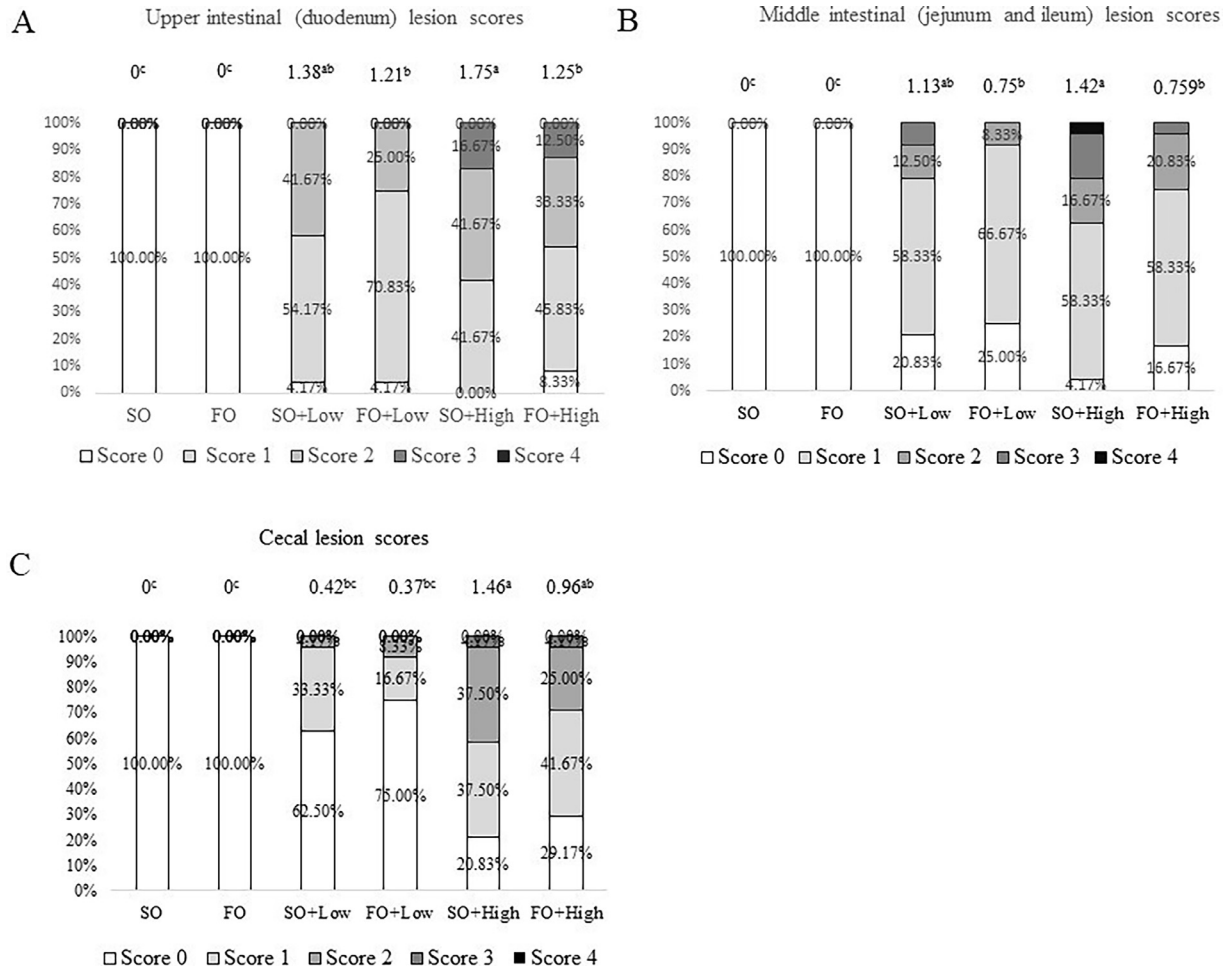 A
Upper intestinal (duodenum) lesion scores
0ᶜ 0ᶜ 1.38ᵃᵇ 1.21ᵇ 1.75ᵃ 1.25ᵇ
100% 0.00% 0.00% 0.00% 0.00% 0.00% 0.00%
90% 16.67% 12.50%
80% 41.67% 25.00%
70%
60% 41.67% 33.33%
50% 100.00% 100.00%
40%
30% 54.17% 70.83% 45.83%
20% 41.67%
10%
0% 4.17% 4.17% 0.00% 8.33%
SO FO SO+Low FO+Low SO+High FO+High
Score 0 Score 1 Score 2 Score 3 Score 4
B
Middle intestinal (jejunum and ileum) lesion scores
0ᶜ 0ᶜ 1.13ᵃᵇ 0.75ᵇ 1.42ᵃ 0.759ᵇ
100% 0.00% 0.00%
90% 8.33%
80% 12.50% 20.83%
70% 16.67%
60%
50% 100.00% 100.00% 58.33% 66.67%
40% 58.33%
30% 58.33%
20%
10% 20.83% 25.00% 16.67%
0% 4.17%
SO FO SO+Low FO+Low SO+High FO+High
Score 0 Score 1 Score 2 Score 3 Score 4
C
Cecal lesion scores
0ᶜ 0ᶜ 0.42ᵇᶜ 0.37ᵇᶜ 1.46ᵃ 0.96ᵃᵇ
100% 0.00% 0.00% 0.00% 0.00% 0.00% 0.00%
90% 8.33%
80% 33.33% 16.67% 37.50% 25.00%
70%
60%
50% 100.00% 100.00% 41.67%
40%
30% 62.50% 75.00% 37.50%
20%
10% 20.83% 29.17%
0%
SO FO SO+Low FO+Low SO+High FO+High
Score 0 Score 1 Score 2 Score 3 Score 4